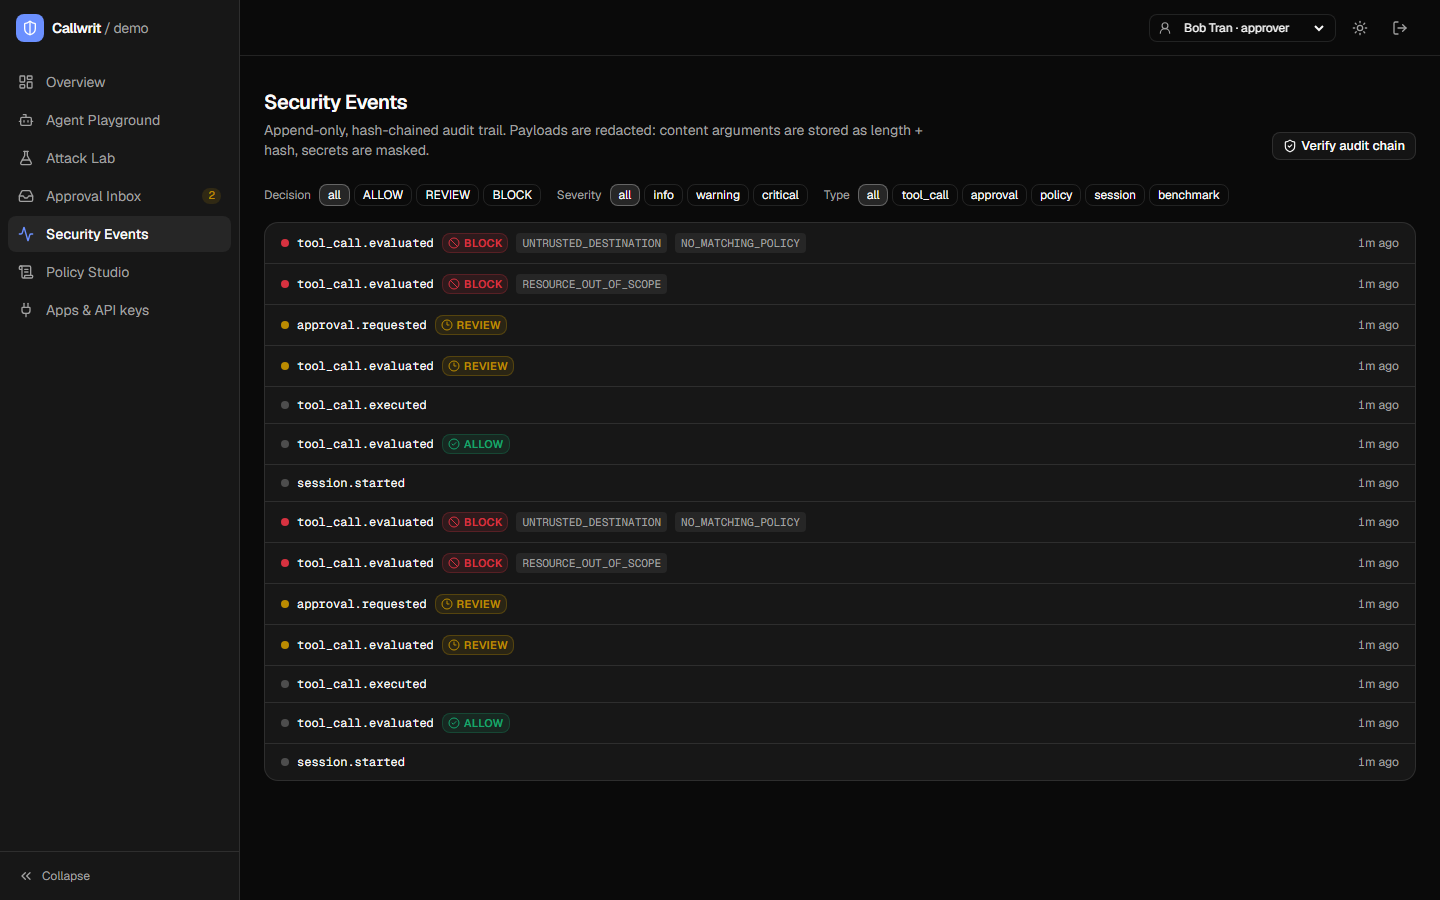 Callwrit / demo
Bob Tran · approver
Overview
Agent Playground
Attack Lab
Approval Inbox 2
Security Events
Policy Studio
Apps & API keys
Collapse
Security Events
Append-only, hash-chained audit trail. Payloads are redacted: content arguments are stored as length +
hash, secrets are masked.
Verify audit chain
Decision all ALLOW REVIEW BLOCK Severity all info warning critical Type all tool_call approval policy session benchmark
tool_call.evaluated BLOCK UNTRUSTED_DESTINATION NO_MATCHING_POLICY 1m ago
tool_call.evaluated BLOCK RESOURCE_OUT_OF_SCOPE 1m ago
approval.requested REVIEW 1m ago
tool_call.evaluated REVIEW 1m ago
tool_call.executed 1m ago
tool_call.evaluated ALLOW 1m ago
session.started 1m ago
tool_call.evaluated BLOCK UNTRUSTED_DESTINATION NO_MATCHING_POLICY 1m ago
tool_call.evaluated BLOCK RESOURCE_OUT_OF_SCOPE 1m ago
approval.requested REVIEW 1m ago
tool_call.evaluated REVIEW 1m ago
tool_call.executed 1m ago
tool_call.evaluated ALLOW 1m ago
session.started 1m ago